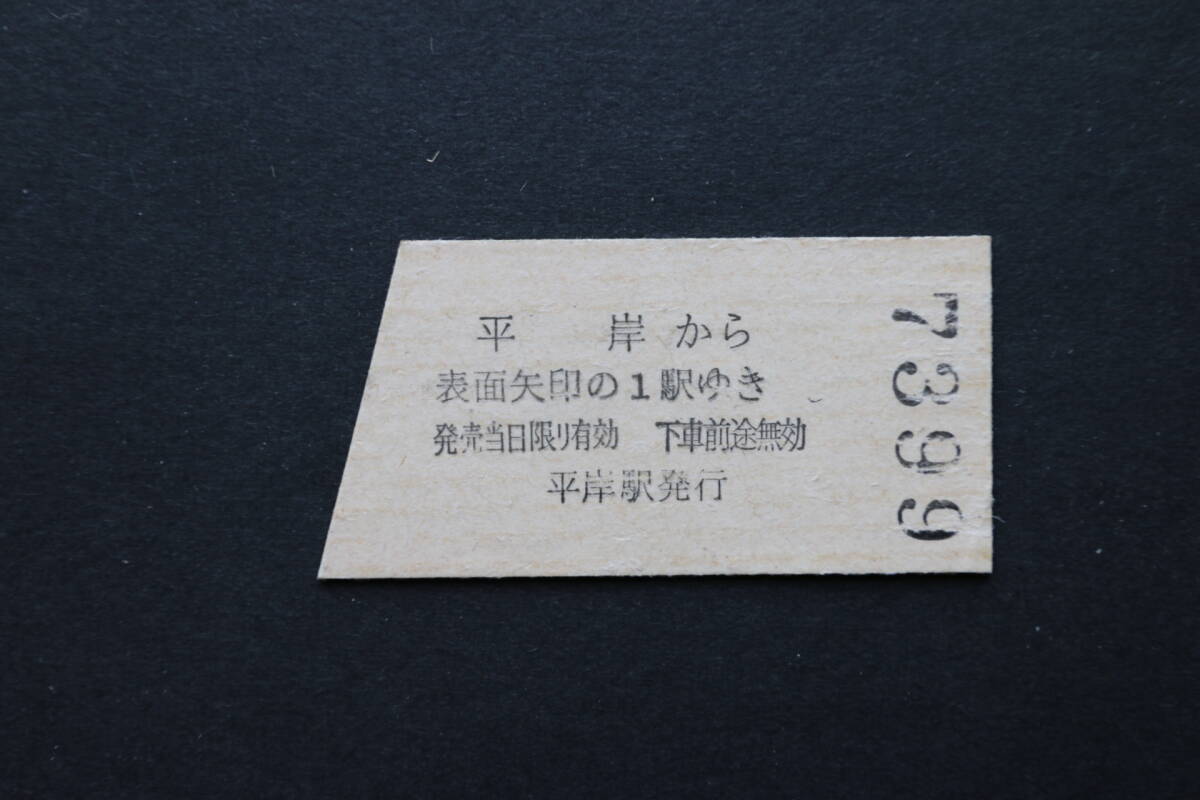 平岸から
表面矢印の1駅ゆき
発売当日限り有効 下車前途無効
平岸駅発行
7399